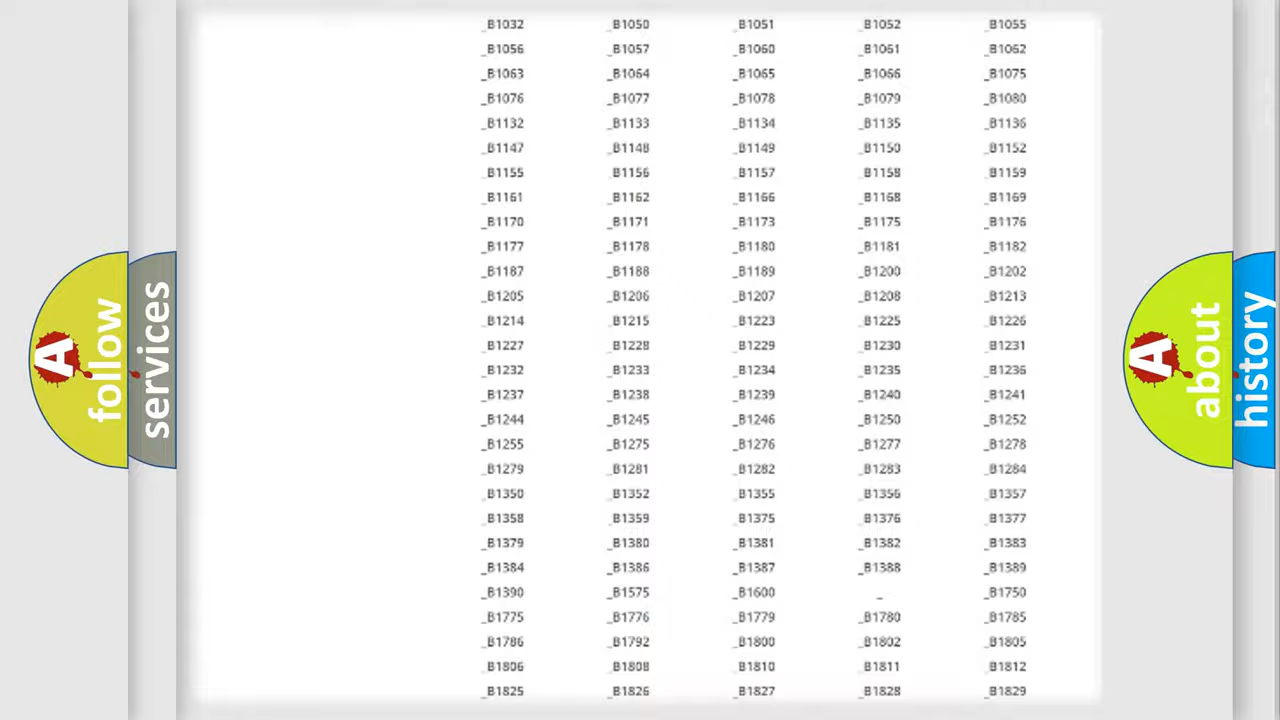 _B1032 _B1050 _B1051 _B1052 _B1055
_B1056 _B1057 _B1060 _B1061 _B1062
_B1063 _B1064 _B1065 _B1066 _B1075
_B1076 _B1077 _B1078 _B1079 _B1080
_B1132 _B1133 _B1134 _B1135 _B1136
_B1147 _B1148 _B1149 _B1150 _B1152
_B1155 _B1156 _B1157 _B1158 _B1159
_B1161 _B1162 _B1166 _B1168 _B1169
_B1170 _B1171 _B1173 _B1175 _B1176
_B1177 _B1178 _B1180 _B1181 _B1182
_B1187 _B1188 _B1189 _B1200 _B1202
_B1205 _B1206 _B1207 _B1208 _B1213
_B1214 _B1215 _B1223 _B1225 _B1226
_B1227 _B1228 _B1229 _B1230 _B1231
_B1232 _B1233 _B1234 _B1235 _B1236
_B1237 _B1238 _B1239 _B1240 _B1241
_B1244 _B1245 _B1246 _B1250 _B1252
_B1255 _B1275 _B1276 _B1277 _B1278
_B1279 _B1281 _B1282 _B1283 _B1284
_B1350 _B1352 _B1355 _B1356 _B1357
_B1358 _B1359 _B1375 _B1376 _B1377
_B1379 _B1380 _B1381 _B1382 _B1383
_B1384 _B1386 _B1387 _B1388 _B1389
_B1390 _B1575 _B1600 _ _B1750
_B1775 _B1776 _B1779 _B1780 _B1785
_B1786 _B1792 _B1800 _B1802 _B1805
_B1806 _B1808 _B1810 _B1811 _B1812
_B1825 _B1826 _B1827 _B1828 _B1829
A
follow
services
A
about
history